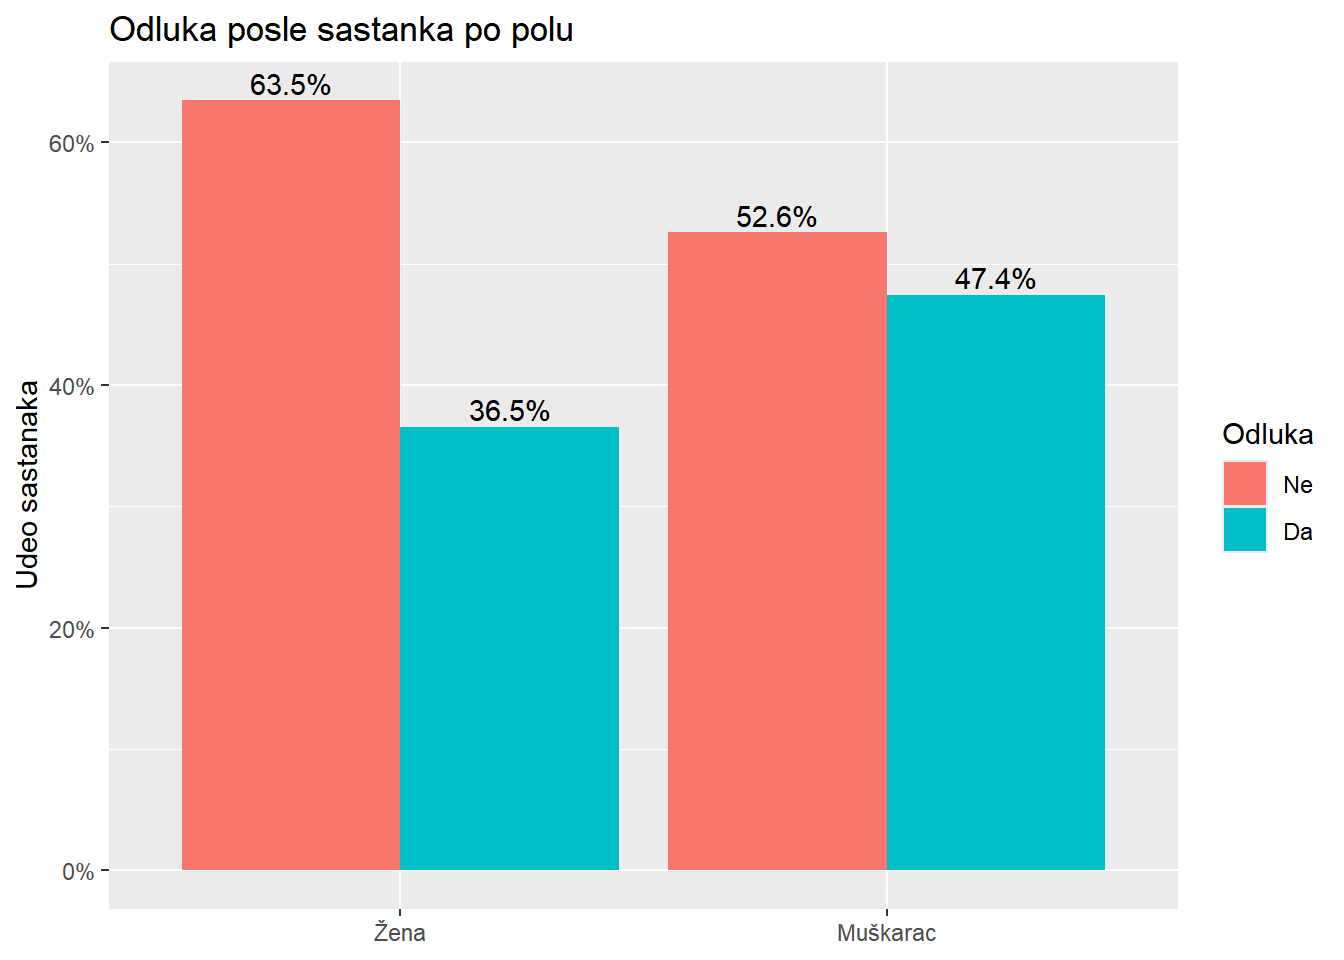 Odluka posle sastanka po polu
63.5%
52.6%
47.4%
36.5%
60%
40%
20%
0%
Udeo sastanaka
Žena
Muškarac
Odluka
Ne
Da